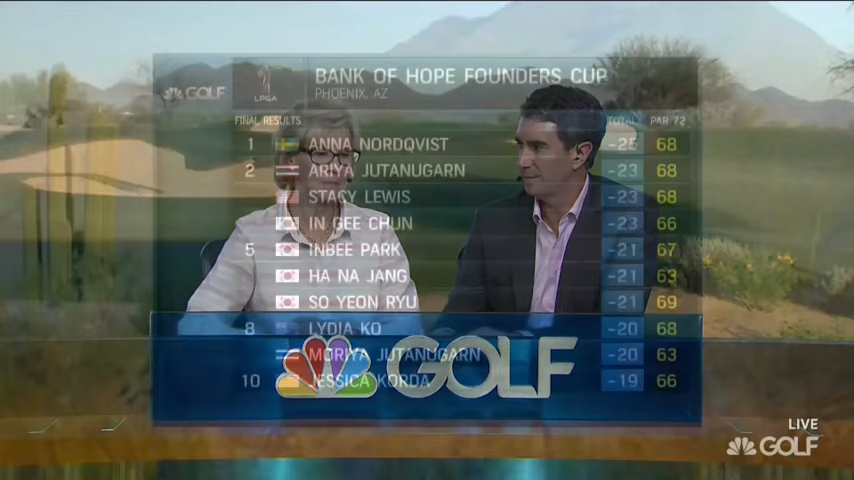 GOLF
LPGA
BANK OF HOPE FOUNDERS CUP
PHOENIX, AZ
FINAL RESULTS TOTAL PAR 72
1 ANNA NORDQVIST -25 68
2 ARIYA JUTANUGARN -23 68
STACY LEWIS -23 68
IN GEE CHUN -23 66
5 INBEE PARK -21 67
HA NA JANG -21 63
SO YEON RYU -21 69
8 LYDIA KO -20 68
MORIYA JUTANUGARN -20 63
10 JESSICA KORDA -19 66
GOLF
LIVE
GOLF